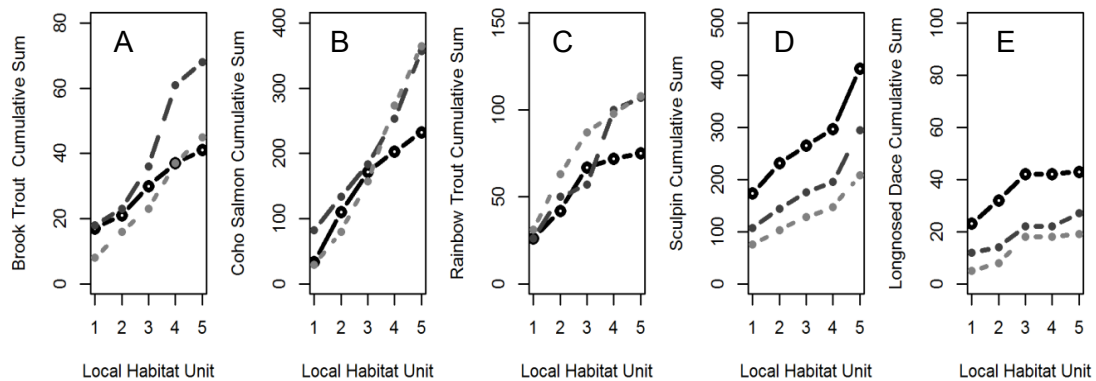 Brook Trout Cumulative Sum
80
60
40
20
0
A
1 2 3 4 5
Local Habitat Unit
Coho Salmon Cumulative Sum
400
300
200
100
0
B
1 2 3 4 5
Local Habitat Unit
Rainbow Trout Cumulative Sum
150
100
50
0
C
1 2 3 4 5
Local Habitat Unit
Sculpin Cumulative Sum
500
400
300
200
100
0
D
1 2 3 4 5
Local Habitat Unit
Longnosed Dace Cumulative Sum
100
80
60
40
20
0
E
1 2 3 4 5
Local Habitat Unit